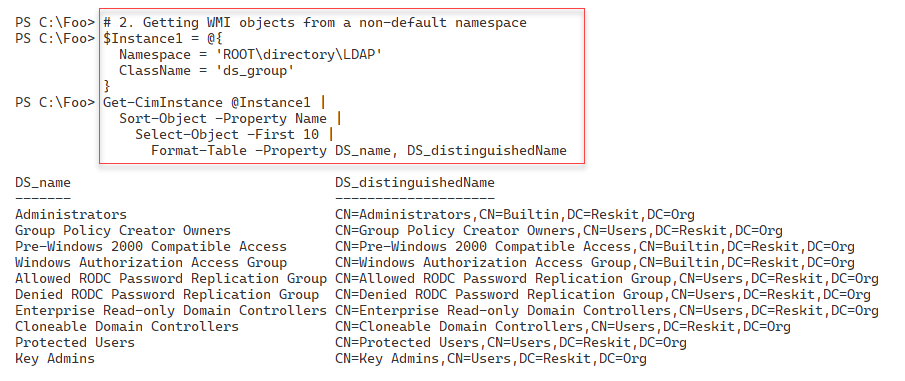 PS C:\Foo> # 2. Getting WMI objects from a non-default namespace
PS C:\Foo> $Instance1 = @{
  Namespace = 'ROOT\directory\LDAP'
  ClassName = 'ds_group'
}
PS C:\Foo> Get-CimInstance @Instance1 |
  Sort-Object -Property Name |
    Select-Object -First 10 |
      Format-Table -Property DS_name, DS_distinguishedName
DS_name                                 DS_distinguishedName
-------                                 --------------------
Administrators                          CN=Administrators,CN=Builtin,DC=Reskit,DC=Org
Group Policy Creator Owners             CN=Group Policy Creator Owners,CN=Users,DC=Reskit,DC=Org
Pre-Windows 2000 Compatible Access      CN=Pre-Windows 2000 Compatible Access,CN=Builtin,DC=Reskit,DC=Org
Windows Authorization Access Group      CN=Windows Authorization Access Group,CN=Builtin,DC=Reskit,DC=Org
Allowed RODC Password Replication Group CN=Allowed RODC Password Replication Group,CN=Users,DC=Reskit,DC=Org
Denied RODC Password Replication Group  CN=Denied RODC Password Replication Group,CN=Users,DC=Reskit,DC=Org
Enterprise Read-only Domain Controllers CN=Enterprise Read-only Domain Controllers,CN=Users,DC=Reskit,DC=Org
Cloneable Domain Controllers            CN=Cloneable Domain Controllers,CN=Users,DC=Reskit,DC=Org
Protected Users                         CN=Protected Users,CN=Users,DC=Reskit,DC=Org
Key Admins                              CN=Key Admins,CN=Users,DC=Reskit,DC=Org